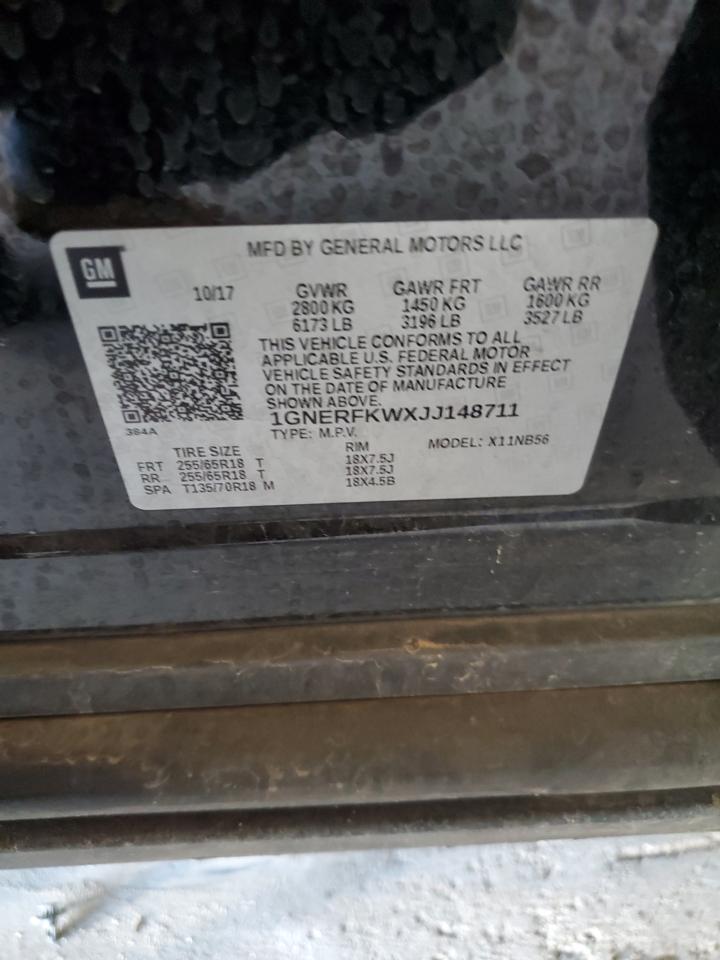 MFD BY GENERAL MOTORS LLC
GM
10/17 GVWR GAWR FRT GAWR RR
2800 KG 1450 KG 1600 KG
6173 LB 3196 LB 3527 LB
THIS VEHICLE CONFORMS TO ALL
APPLICABLE U.S. FEDERAL MOTOR
VEHICLE SAFETY STANDARDS IN EFFECT
ON THE DATE OF MANUFACTURE
SHOWN ABOVE.
1GNERFKWXJJ148711
384A
TYPE: M.P.V. MODEL: X11NB56
TIRE SIZE RIM
FRT 255/65R18 T 18X7.5J
RR 255/65R18 T 18X7.5J
SPA T135/70R18 M 18X4.5B